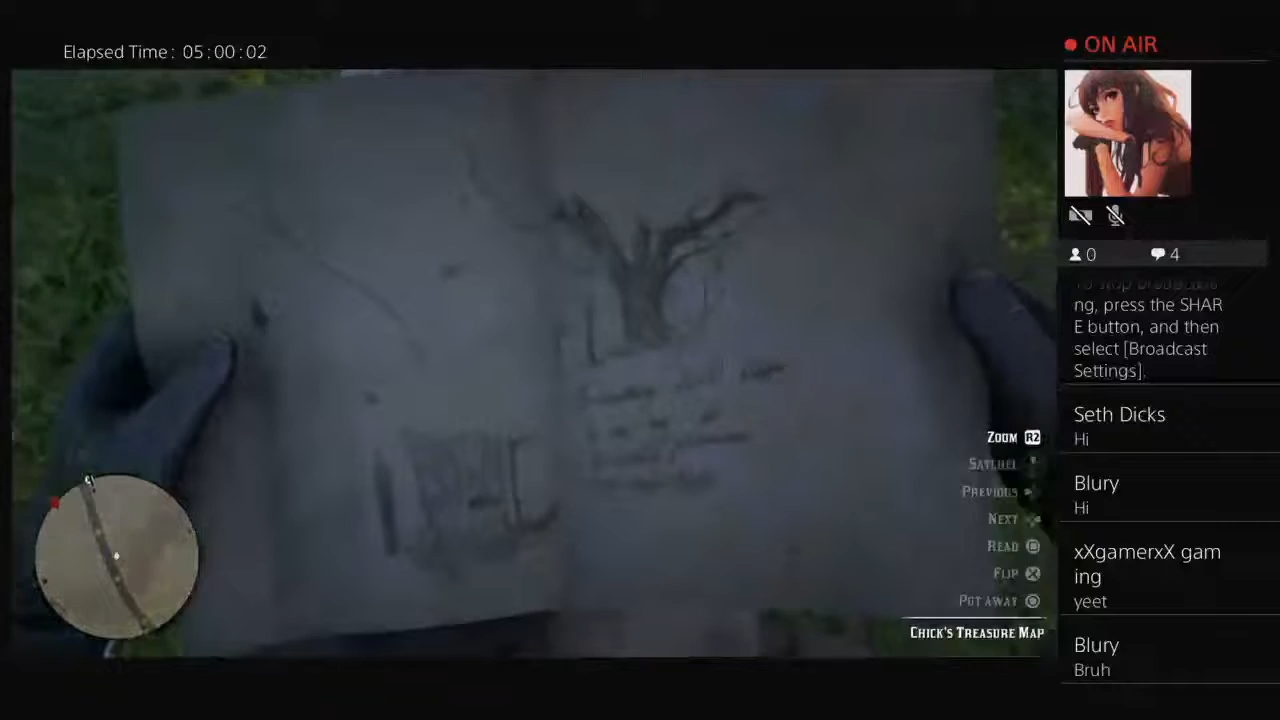 Elapsed Time: 05:00:02
ON AIR
0
4
ng, press the SHAR
E button, and then
select [Broadcast
Settings].
Seth Dicks
Hi
Blury
Hi
xXgamerxX gam
ing
yeet
Blury
Bruh
ZOOM R2
SATCHEL
PREVIOUS
NEXT
READ
FLIP
PUT AWAY
CHICK'S TREASURE MAP